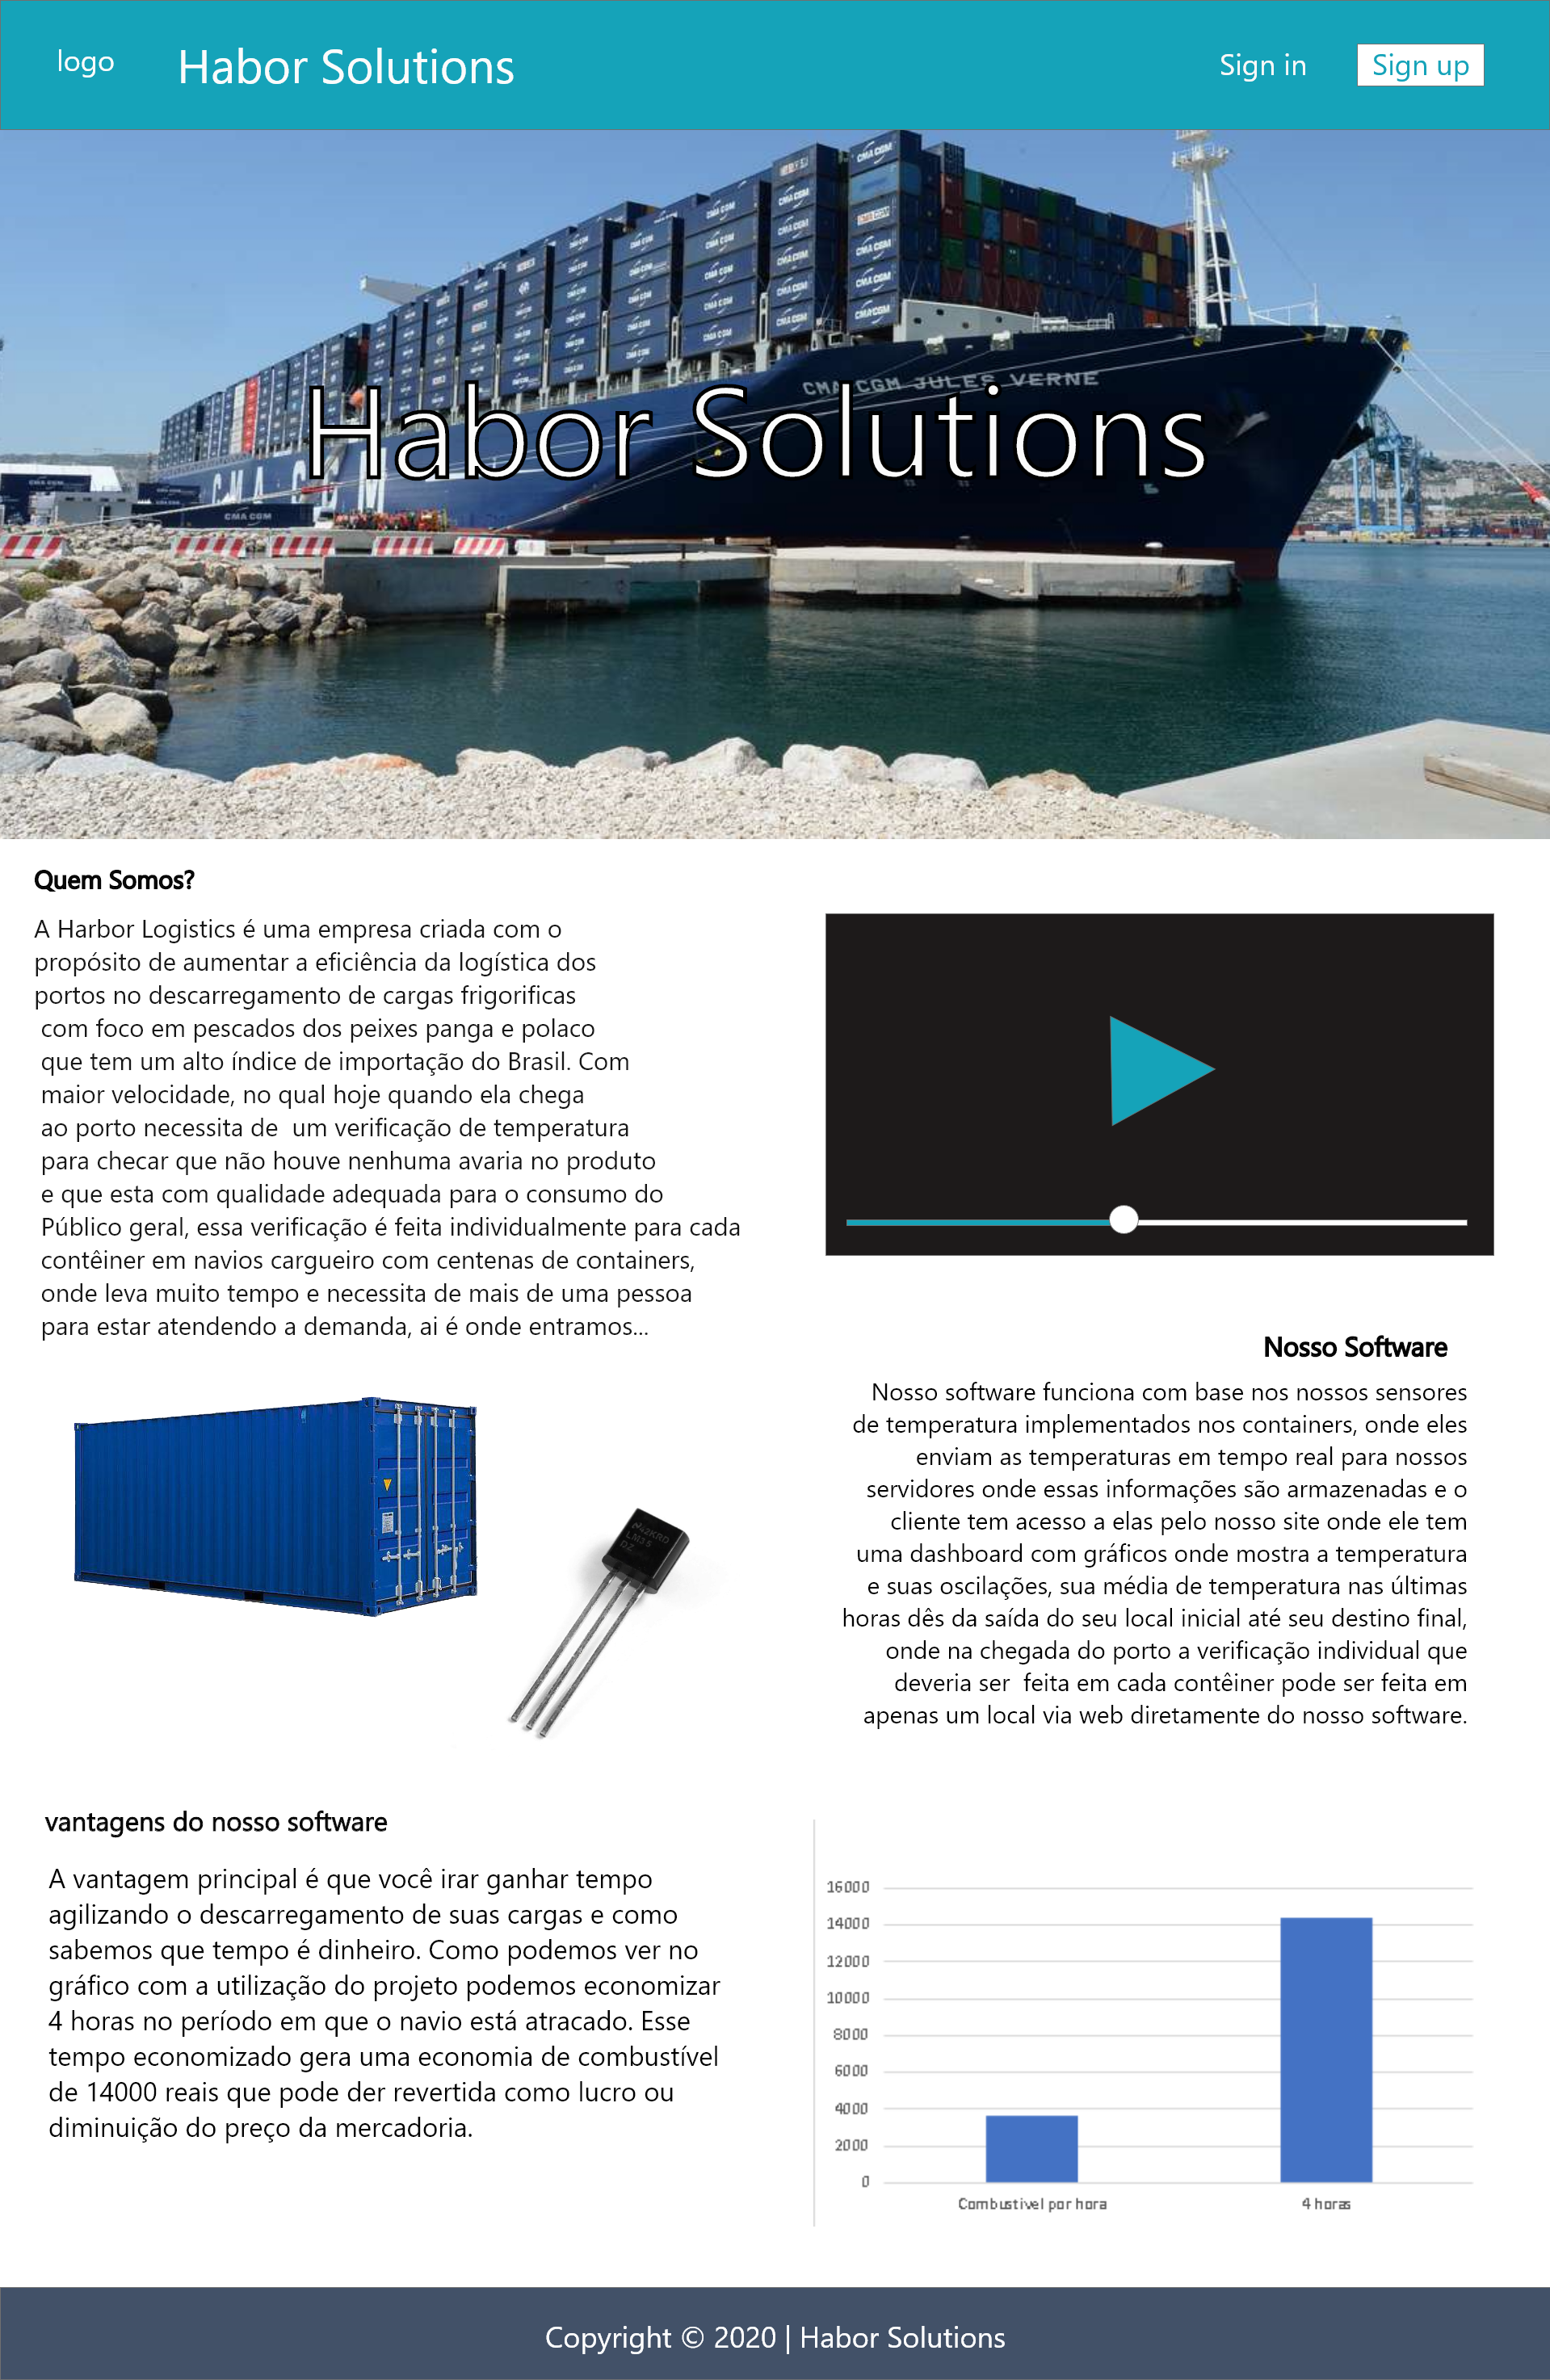 logo
Habor Solutions
Sign in
Sign up
CMA CGM
CMA CGM JULES VERNE
Habor Solutions
CMA CGM
Quem Somos?
A Harbor Logistics é uma empresa criada com o
propósito de aumentar a eficiência da logística dos
portos no descarregamento de cargas frigorificas
com foco em pescados dos peixes panga e polaco
que tem um alto índice de importação do Brasil. Com
maior velocidade, no qual hoje quando ela chega
ao porto necessita de um verificação de temperatura
para checar que não houve nenhuma avaria no produto
e que esta com qualidade adequada para o consumo do
Público geral, essa verificação é feita individualmente para cada
contêiner em navios cargueiro com centenas de containers,
onde leva muito tempo e necessita de mais de uma pessoa
para estar atendendo a demanda, ai é onde entramos...
Nosso Software
Nosso software funciona com base nos nossos sensores
de temperatura implementados nos containers, onde eles
enviam as temperaturas em tempo real para nossos
servidores onde essas informações são armazenadas e o
cliente tem acesso a elas pelo nosso site onde ele tem
uma dashboard com gráficos onde mostra a temperatura
e suas oscilações, sua média de temperatura nas últimas
horas dês da saída do seu local inicial até seu destino final,
onde na chegada do porto a verificação individual que
deveria ser feita em cada contêiner pode ser feita em
apenas um local via web diretamente do nosso software.
42KRD
LM35
DZ
vantagens do nosso software
A vantagem principal é que você irar ganhar tempo
agilizando o descarregamento de suas cargas e como
sabemos que tempo é dinheiro. Como podemos ver no
gráfico com a utilização do projeto podemos economizar
4 horas no período em que o navio está atracado. Esse
tempo economizado gera uma economia de combustível
de 14000 reais que pode der revertida como lucro ou
diminuição do preço da mercadoria.
16000
14000
12000
10000
8000
6000
4000
2000
0
Combustivel por hora
4 horas
Copyright © 2020 | Habor Solutions